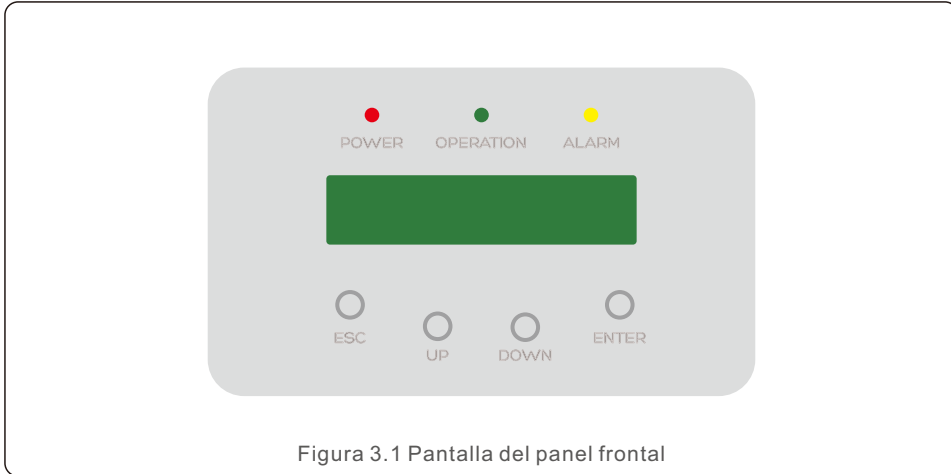 POWER OPERATION ALARM
ESC UP DOWN ENTER
Figura 3.1 Pantalla del panel frontal